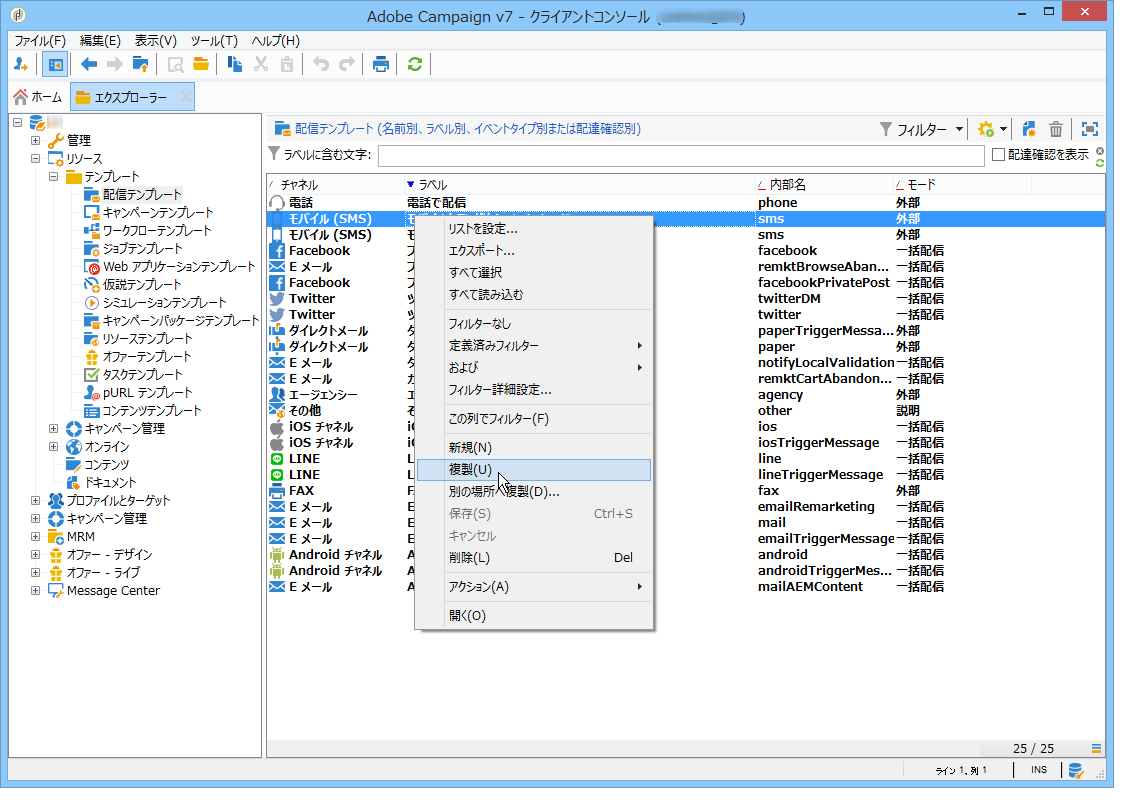 Adobe Campaign v7 - クライアントコンソール (
ファイル(F) 編集(E) 表示(V) ツール(T) ヘルプ(H)
ホーム エクスプローラー
管理
リソース
テンプレート
配信テンプレート
キャンペーンテンプレート
ワークフローテンプレート
ジョブテンプレート
Web アプリケーションテンプレート
仮説テンプレート
シミュレーションテンプレート
キャンペーンパッケージテンプレート
リソーステンプレート
オファーテンプレート
タスクテンプレート
pURL テンプレート
コンテンツテンプレート
キャンペーン管理
オンライン
コンテンツ
ドキュメント
プロファイルとターゲット
キャンペーン管理
MRM
オファー - デザイン
オファー - ライブ
Message Center
配信テンプレート (名前別、ラベル別、イベントタイプ別または配達確認別)
フィルター
ラベルに含む文字:
配達確認を表示
チャネル ラベル 内部名 モード
電話 電話で配信 phone 外部
モバイル (SMS) sms 外部
モバイル (SMS) モ sms 外部
Facebook フ facebook 一括配信
E メール フ remktBrowseAban... 一括配信
Facebook フ facebookPrivatePost 一括配信
Twitter ツ twitterDM 一括配信
Twitter ツ twitter 一括配信
ダイレクトメール ダ paperTriggerMessa... 外部
ダイレクトメール ダ paper 外部
E メール タ notifyLocalValidation 一括配信
E メール カ remktCartAbandon... 一括配信
エージェンシー エ agency 外部
その他 そ other 説明
iOS チャネル iO ios 一括配信
iOS チャネル iO iosTriggerMessage 一括配信
LINE L line 一括配信
LINE L lineTriggerMessage 一括配信
FAX F fax 外部
E メール E emailRemarketing 一括配信
E メール E mail 一括配信
E メール E emailTriggerMessage 一括配信
Android チャネル A android 一括配信
Android チャネル A androidTriggerMes... 一括配信
E メール A mailAEMContent 一括配信
リストを設定...
エクスポート...
すべて選択
すべて読み込む
フィルターなし
定義済みフィルター
および
フィルター詳細設定...
この列でフィルター(F)
新規(N)
複製(U)
別の場所へ複製(D)...
保存(S) Ctrl+S
キャンセル
削除(L) Del
アクション(A)
開く(O)
25 / 25
ライン 1, 列 1 INS